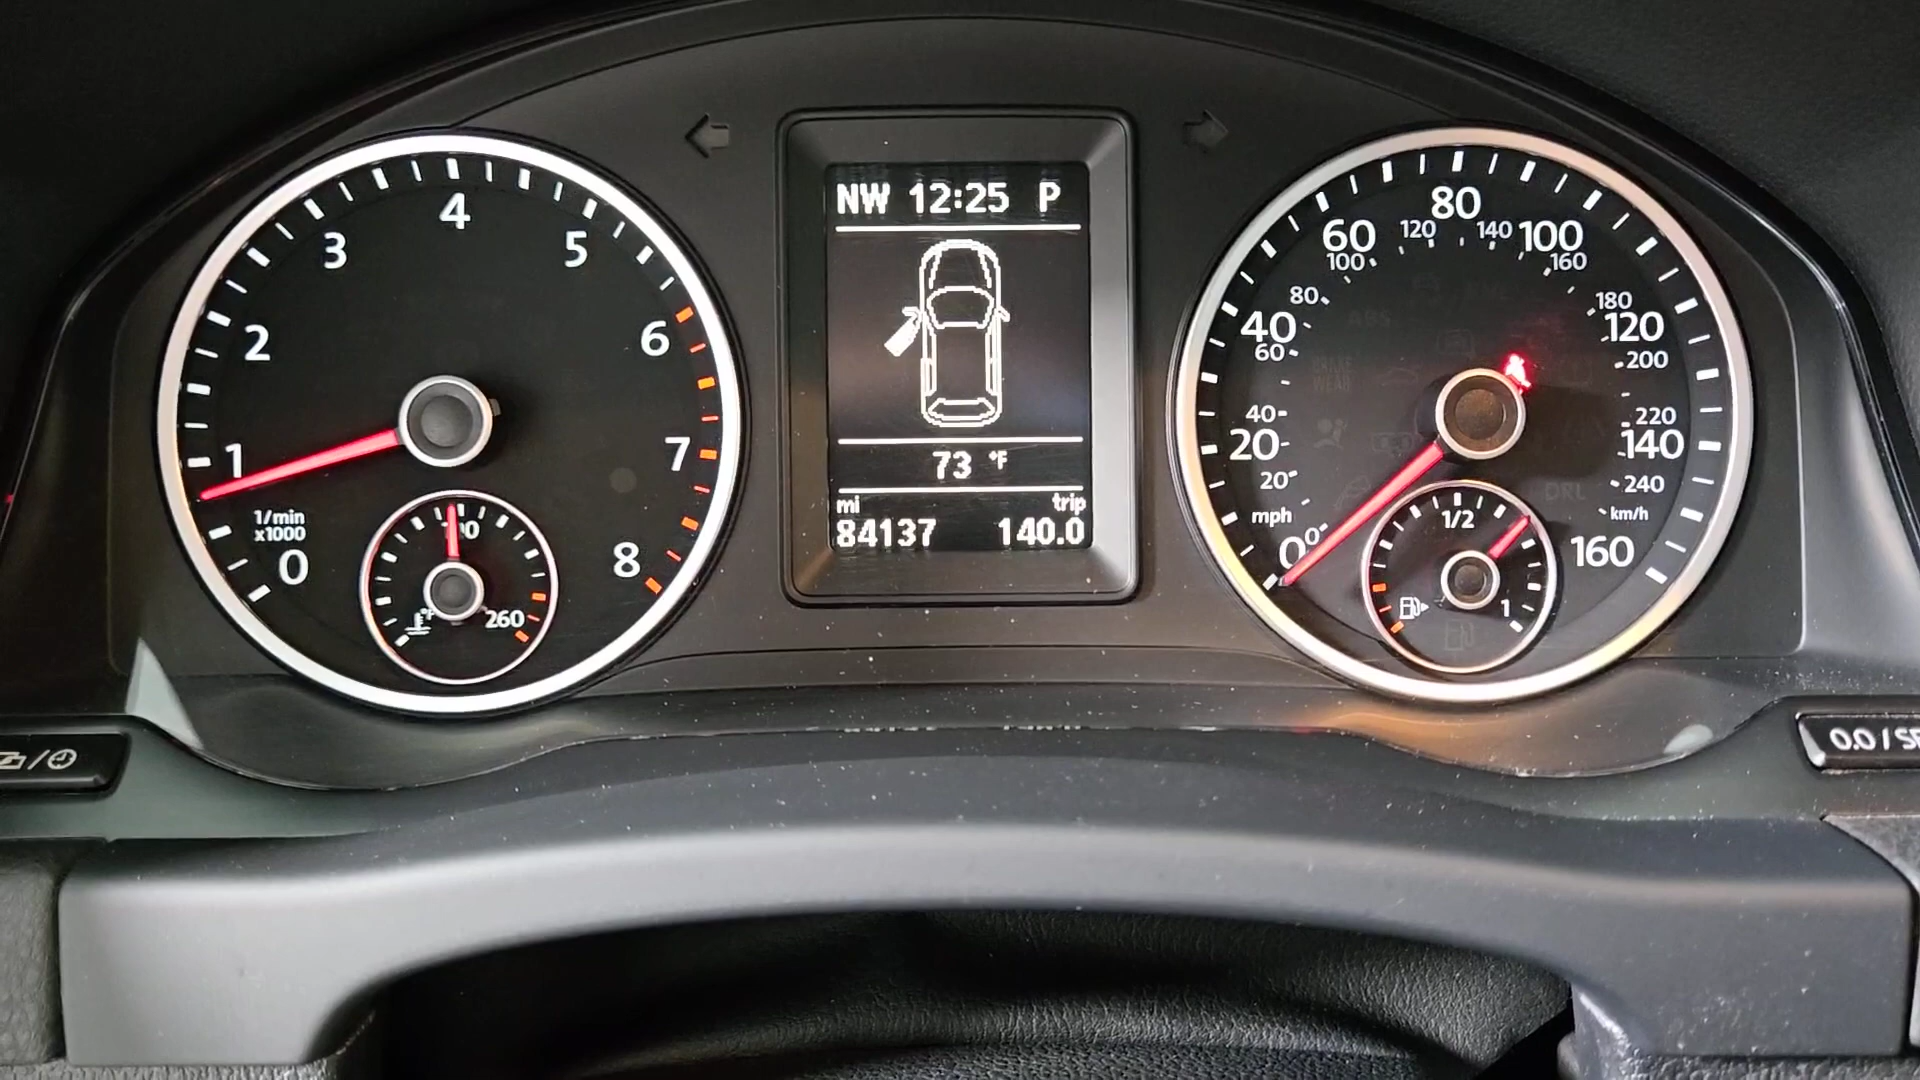 NW 12:25 P
73 °F
mi trip
84137 140.0
0 1 2 3 4 5 6 7 8
1/min
x1000
°F 260
mph 0 20 40 60 80 100 120 140 160
20 40 60 80 100 120 140 160 180 200 220 240 km/h
1/2 1
DRL
WEAR
0.0 /